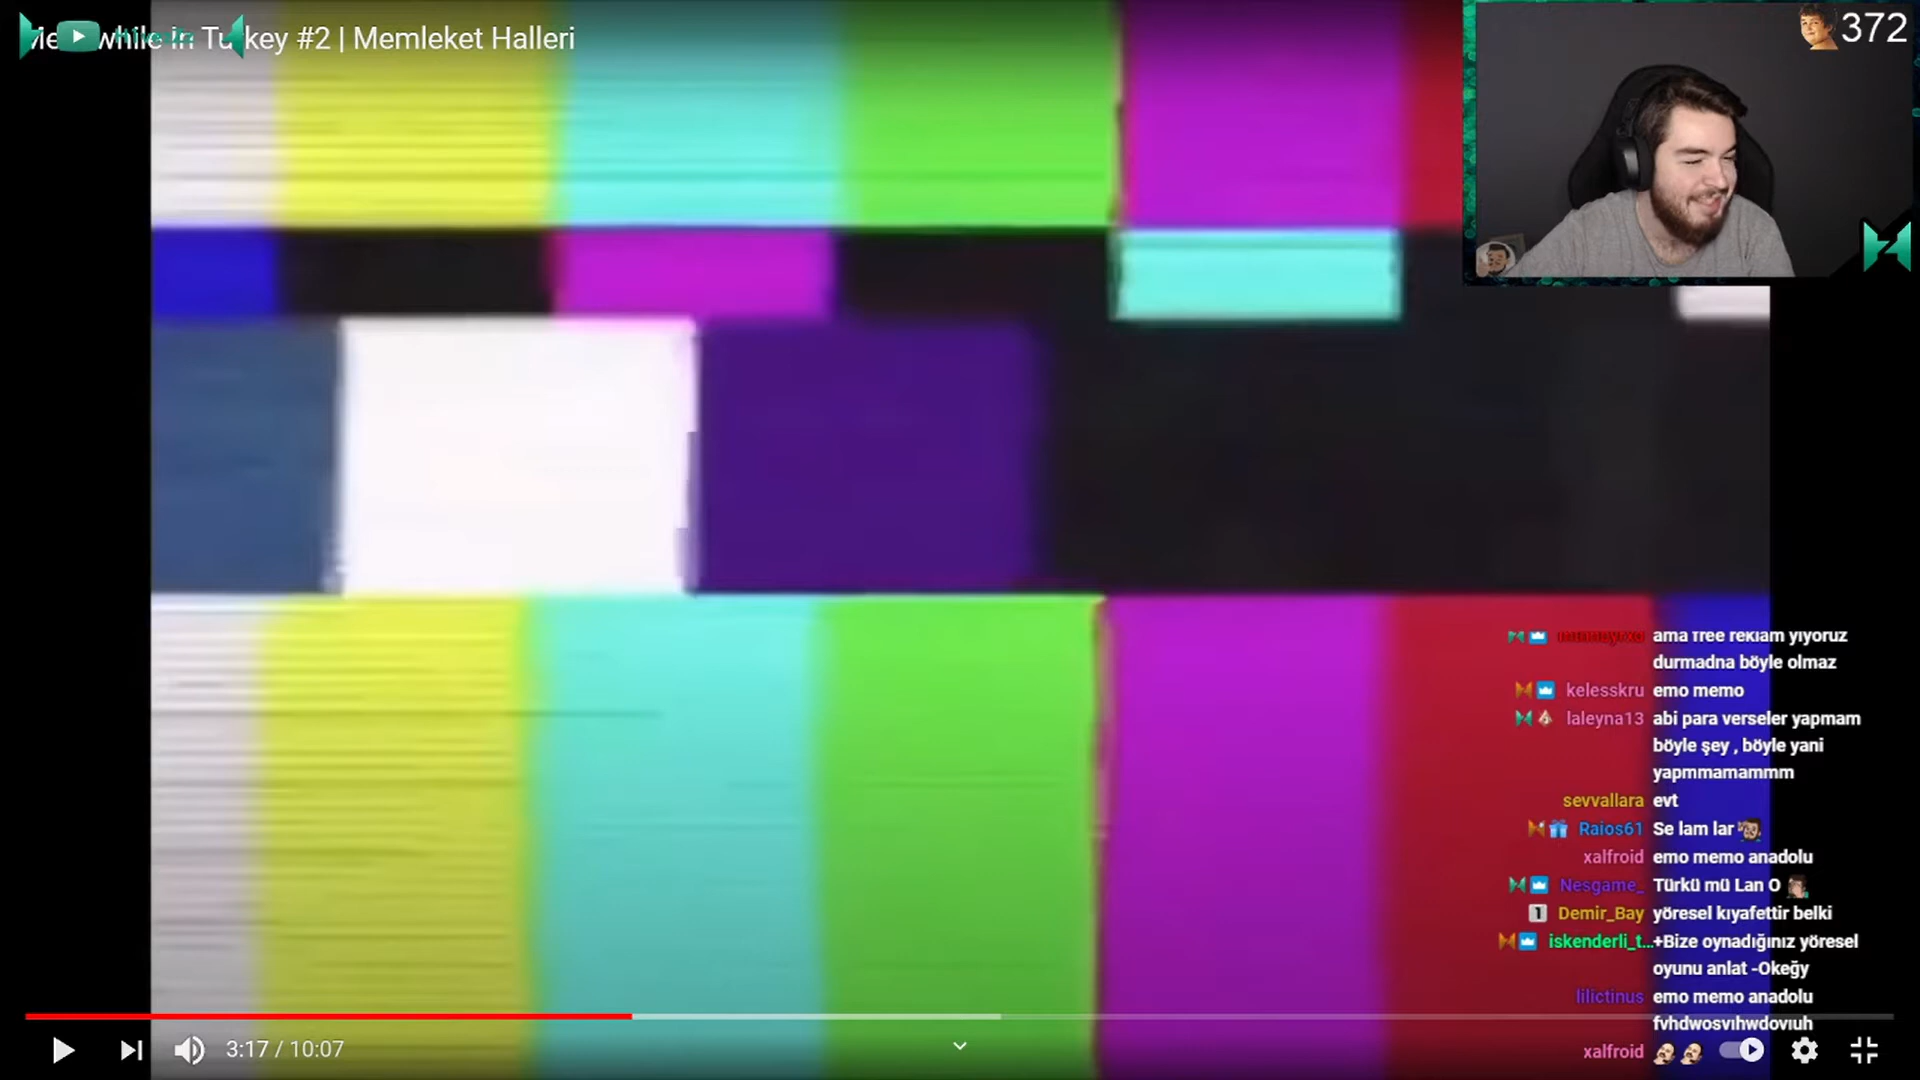 Meanwhile in Turkey #2 | Memleket Halleri
372
ama free reklam yiyoruz
durmadna böyle olmaz
kelesskru emo memo
laleyna13 abi para verseler yapmam
böyle şey , böyle yani
yapmmamammm
sevvallara evt
Raios61 Se lam lar
xalfroid emo memo anadolu
Nesgame_ Türkü mü Lan O
1 Demir_Bay yöresel kıyafettir belki
iskenderli_t... +Bize oynadığınız yöresel
oyunu anlat -Okeğy
lilictinus emo memo anadolu
fvhdwosvıhwdovıuh
xalfroid
3:17 / 10:07